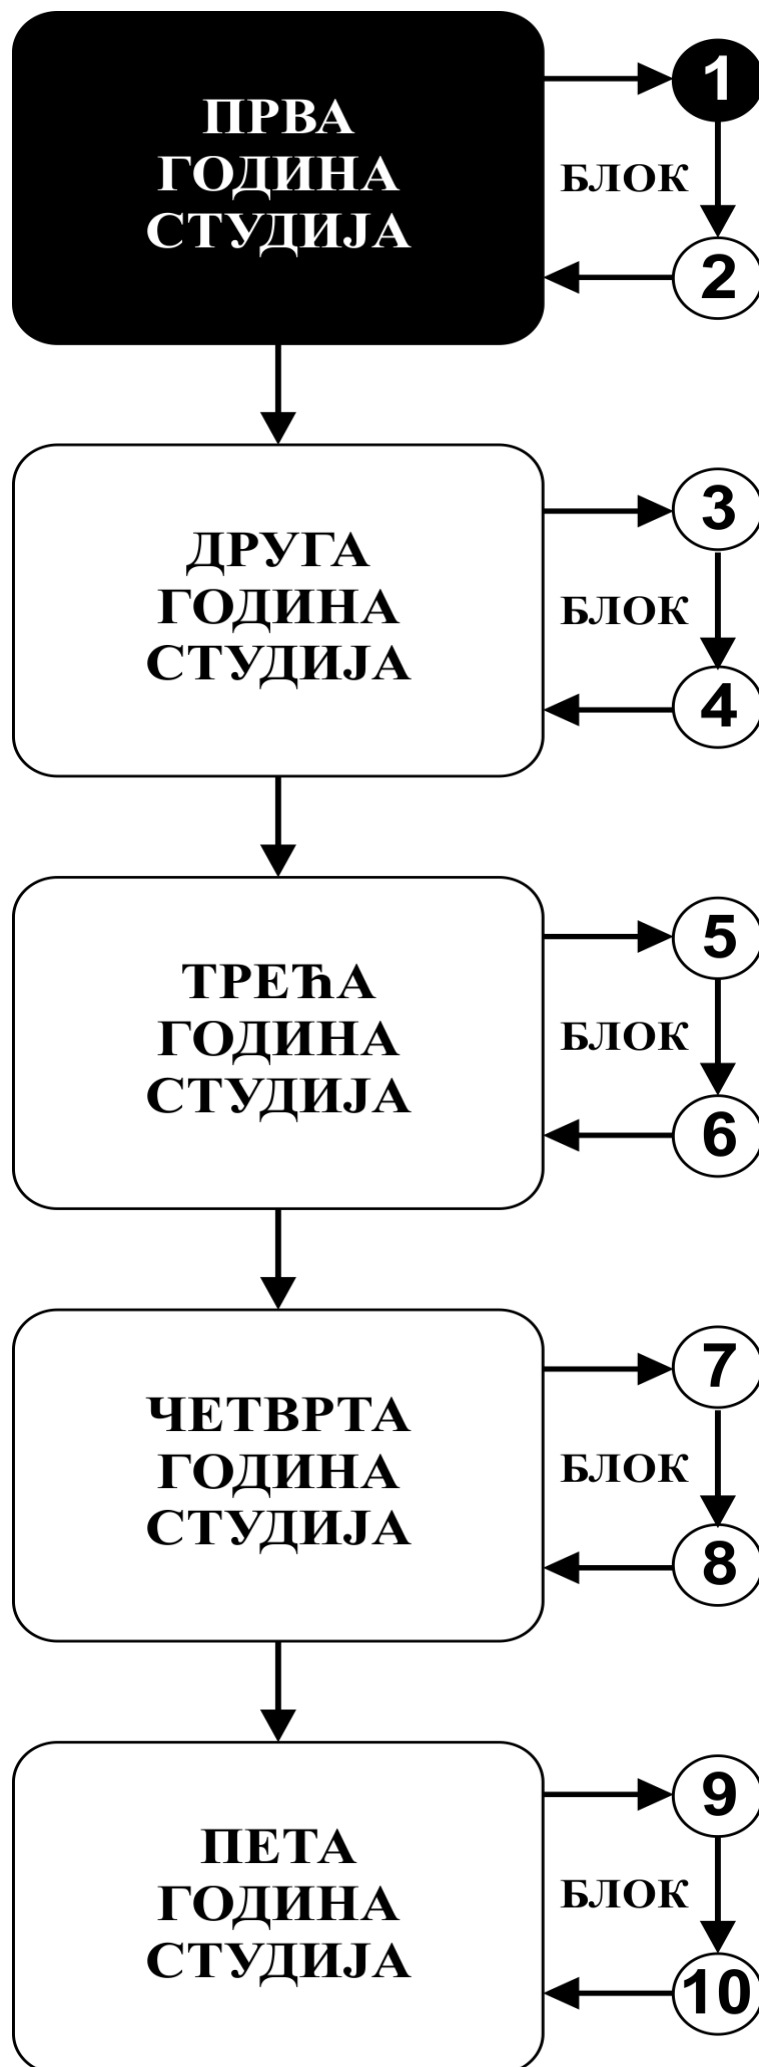 ПРВА
ГОДИНА
СТУДИЈА
1
БЛОК
2
ДРУГА
ГОДИНА
СТУДИЈА
3
БЛОК
4
ТРЕЋА
ГОДИНА
СТУДИЈА
5
БЛОК
6
ЧЕТВРТА
ГОДИНА
СТУДИЈА
7
БЛОК
8
ПЕТА
ГОДИНА
СТУДИЈА
9
БЛОК
10